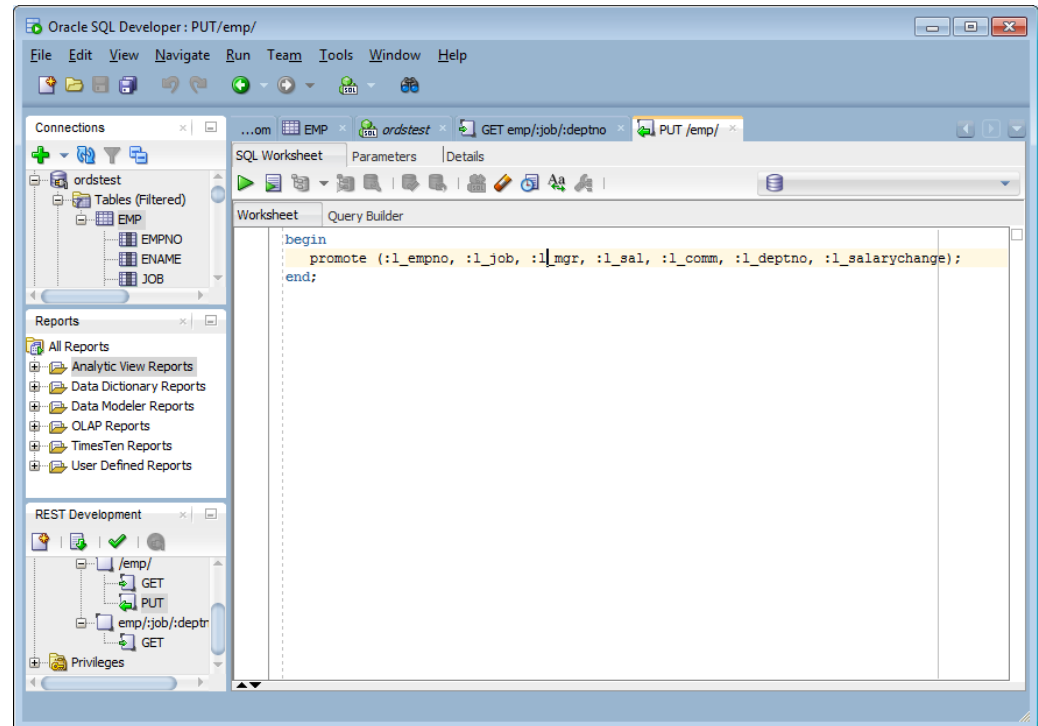 Oracle SQL Developer : PUT/emp/
File Edit View Navigate Run Team Tools Window Help
Connections
ordstest
Tables (Filtered)
EMP
EMPNO
ENAME
JOB
Reports
All Reports
Analytic View Reports
Data Dictionary Reports
Data Modeler Reports
OLAP Reports
TimesTen Reports
User Defined Reports
REST Development
/emp/
GET
PUT
emp/:job/:deptr
GET
Privileges
...om EMP ordstest GET emp/:job/:deptno PUT /emp/
SQL Worksheet Parameters Details
Worksheet Query Builder
begin
promote (:l_empno, :l_job, :l_mgr, :l_sal, :l_comm, :l_deptno, :l_salarychange);
end;